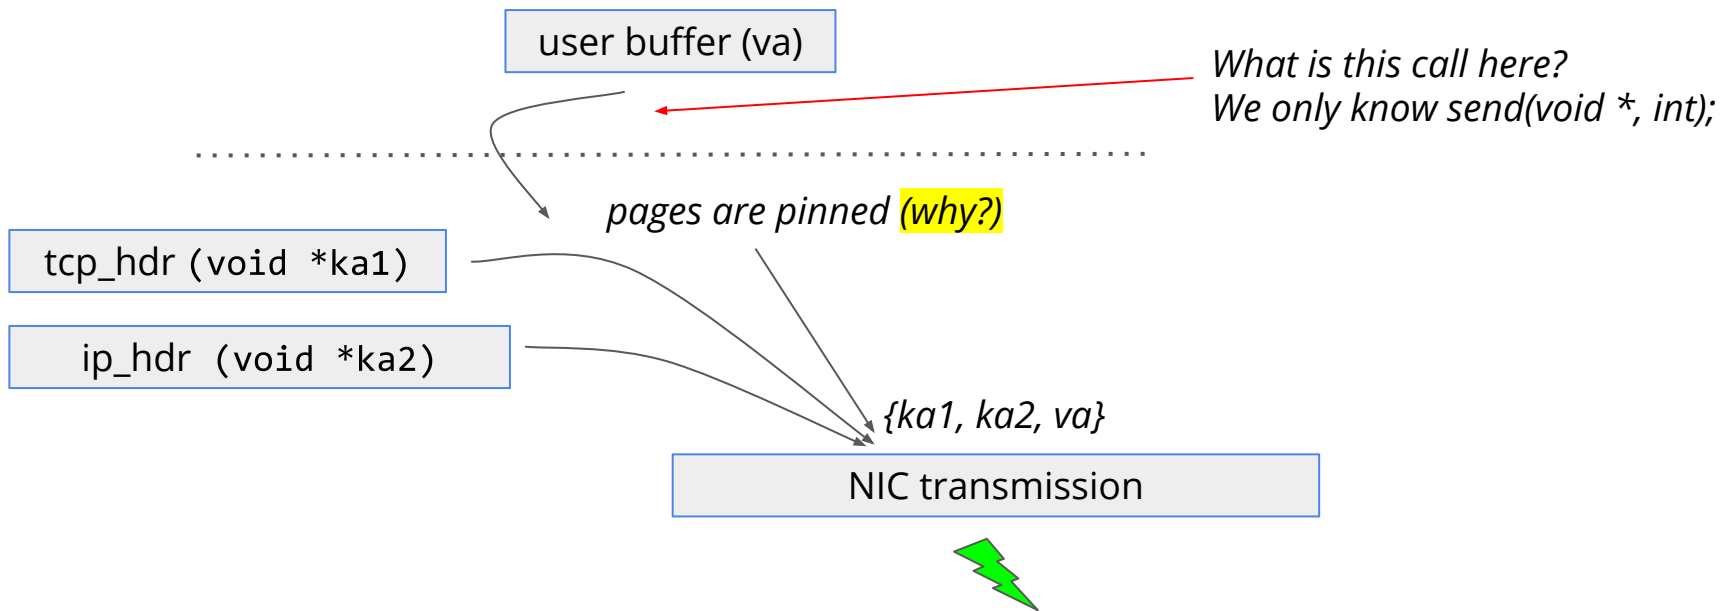 user buffer (va)
What is this call here?
We only know send(void *, int);
pages are pinned (why?)
tcp_hdr (void *ka1)
ip_hdr (void *ka2)
{ka1, ka2, va}
NIC transmission